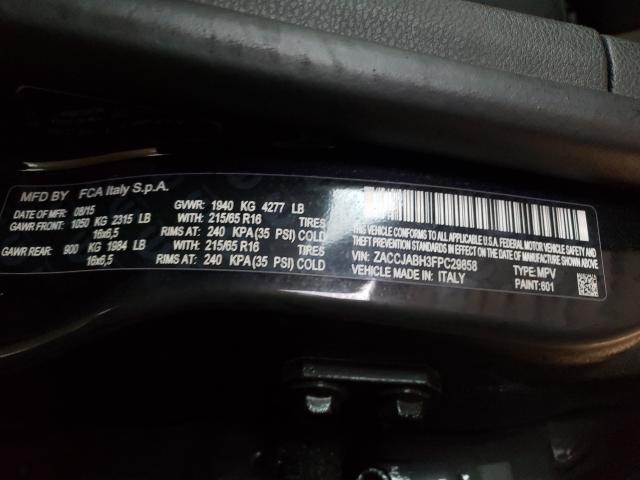 MFD BY FCA Italy S.p.A.
DATE OF MFR: 08/15 GVWR: 1940 KG 4277 LB
GAWR FRONT: 1050 KG 2315 LB WITH: 215/65 R16 TIRES
16x6,5 RIMS AT: 240 KPA(35 PSI) COLD
GAWR REAR: 900 KG 1984 LB WITH: 215/65 R16 TIRES
16x6,5 RIMS AT: 240 KPA(35 PSI) COLD
THIS VEHICLE CONFORMS TO ALL APPLICABLE U.S.A. FEDERAL MOTOR VEHICLE SAFETY AND
THEFT PREVENTION STANDARDS IN EFFECT ON THE DATE OF MANUFACTURE SHOWN ABOVE
VIN: ZACCJABH3FPC29858 TYPE: MPV
VEHICLE MADE IN: ITALY PAINT:601